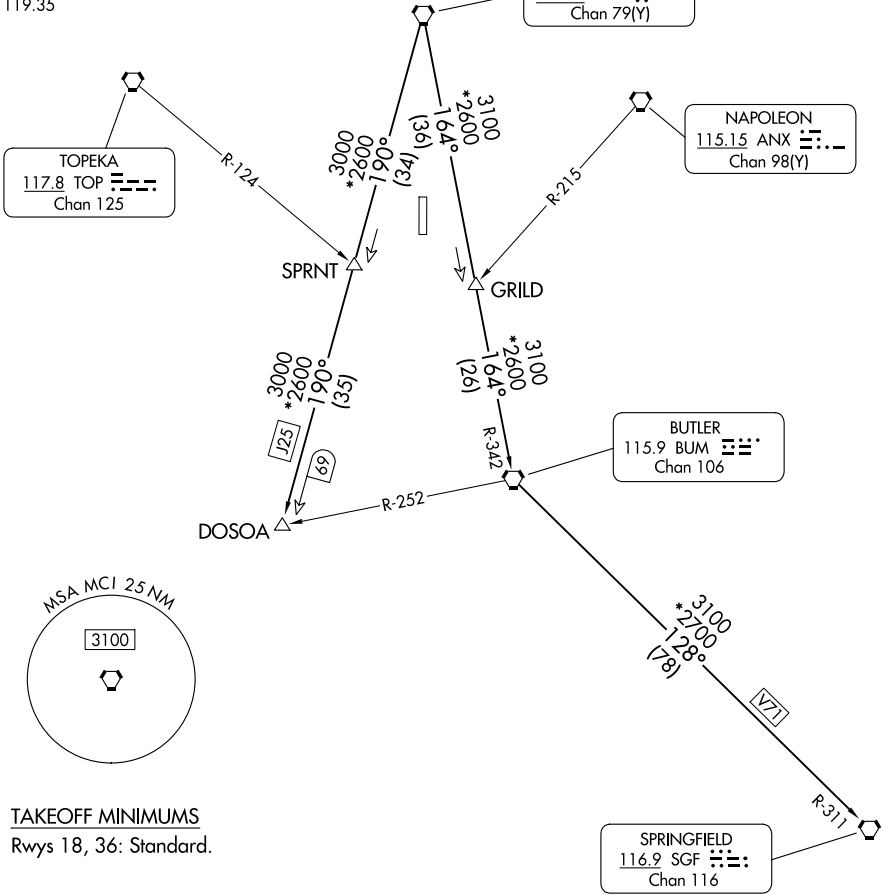 119.35
Chan 79(Y)
TOPEKA
117.8 TOP
Chan 125
R-124
3000
*2600
190°
(34)
3100
*2600
164°
(36)
NAPOLEON
115.15 ANX
Chan 98(Y)
R-215
SPRNT
GRILD
3000
*2600
190°
(35)
3100
*2600
164°
(26)
J25
69
R-342
BUTLER
115.9 BUM
Chan 106
R-252
DOSOA
MSA MCI 25 NM
3100
3100
*2700
128°
(78)
V71
R-311
TAKEOFF MINIMUMS
Rwys 18, 36: Standard.
SPRINGFIELD
116.9 SGF
Chan 116